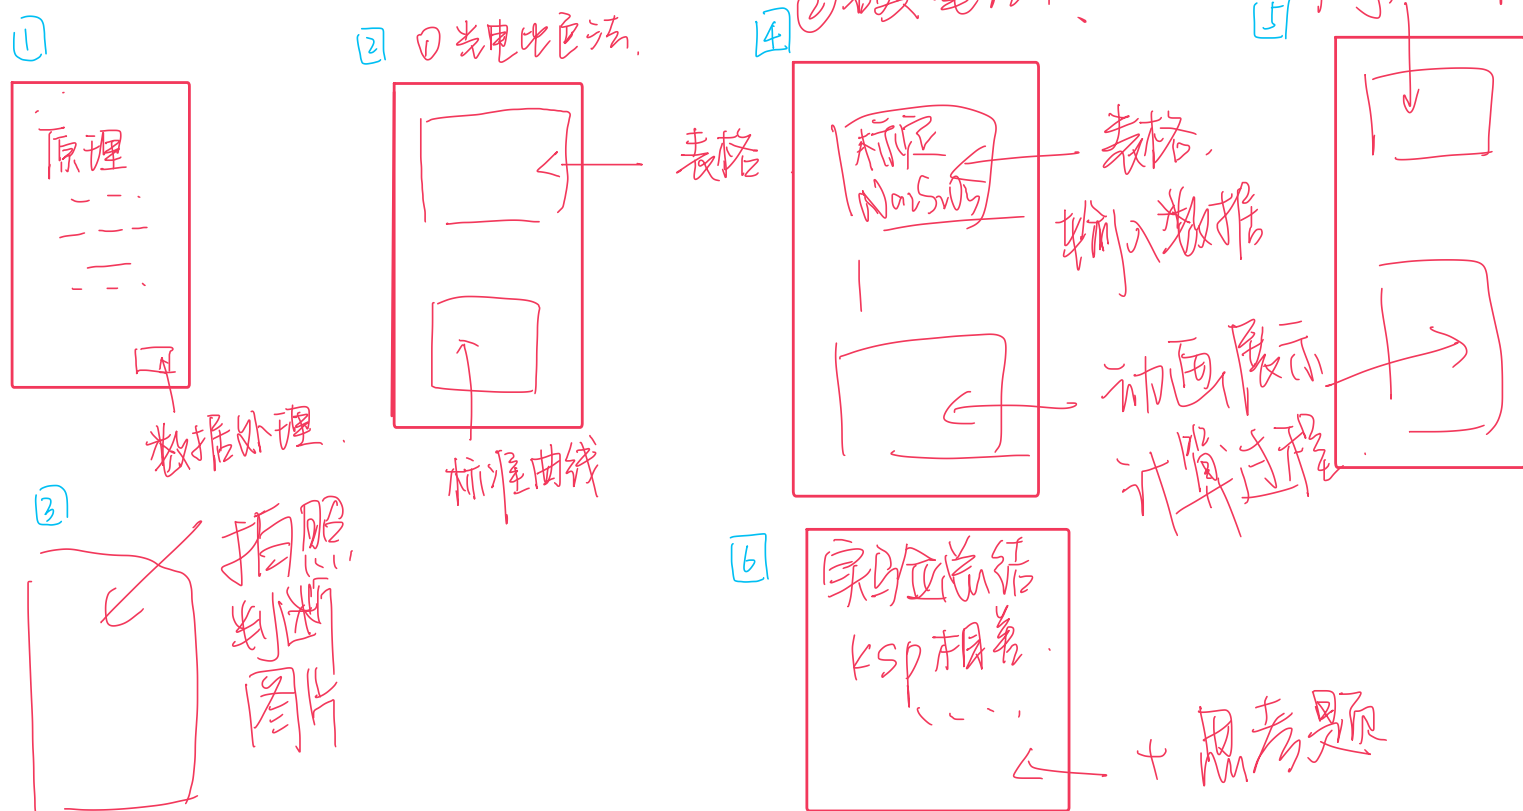 1
原理
数据处理.
2
① 光电比色法.
表格
标准曲线
3
拍照
判断
图片
4
②
标定
Na2S2O3
表格.
输入数据
动画展示
计算过程.
5
6
实验总结
Ksp相差.
+ 思考题